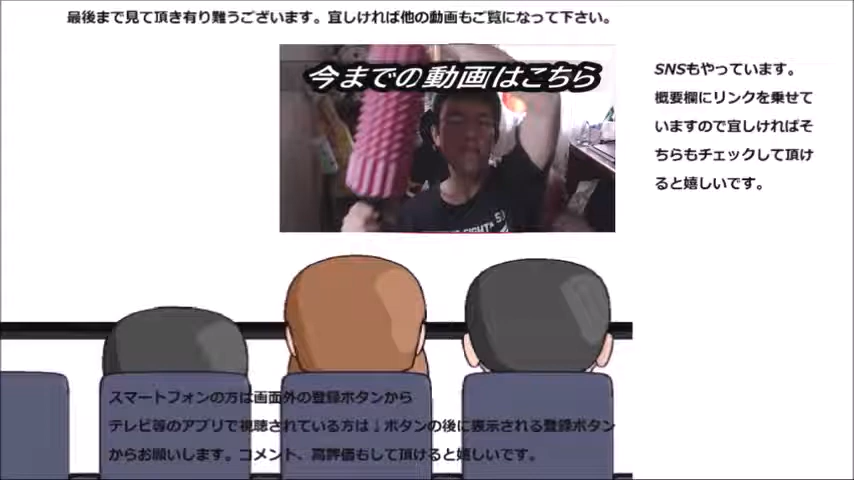 最後まで見て頂き有り難うございます。宜しければ他の動画もご覧になって下さい。
今までの動画はこちら
SNSもやっています。
概要欄にリンクを乗せて
いますので宜しければそ
ちらもチェックして頂け
ると嬉しいです。
スマートフォンの方は画面外の登録ボタンから
テレビ等のアプリで視聴されている方は↓ボタンの後に表示される登録ボタン
からお願いします。コメント、高評価もして頂けると嬉しいです。